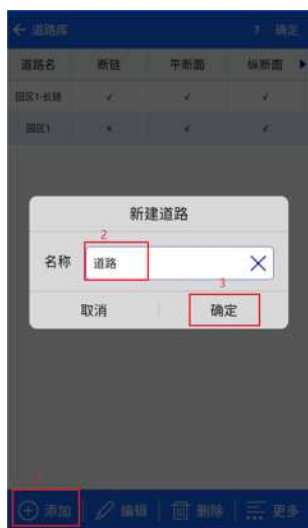 ← 道路库 ? 确定
道路名 断链 平断面 纵断面
园区1-长链 √ √ √
园区1 × √ √
新建道路
2
名称 道路
3
取消 确定
1
添加 编辑 删除 更多